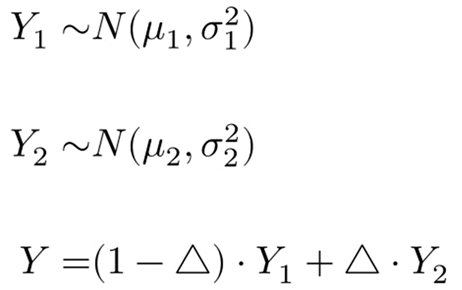 Y₁ ∼N(μ₁, σ₁²)
Y₂ ∼N(μ₂, σ₂²)
Y =(1 − △) · Y₁ + △ · Y₂